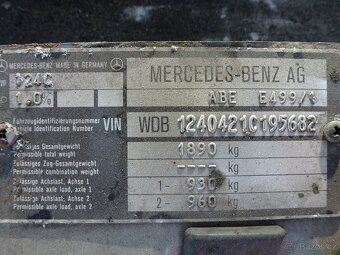 MERCEDES-BENZ MADE IN GERMANY
MERCEDES-BENZ AG
124C
1.0%
ABE E499/1
Fahrzeugidentifizierungsnummer
Vehicle Identification Number
VIN WDB 1240421C195682
Zulässiges Gesamtgewicht
Permissible total weight
1890 kg
Zulässiges Zug-Gesamtgewicht
Permissible combination weight
---- kg
Zulässige Achslast, Achse 1
Permissible axle load, axle 1
1– 930 kg
Zulässige Achslast, Achse 2
Permissible axle load, axle 2
2– 960 kg